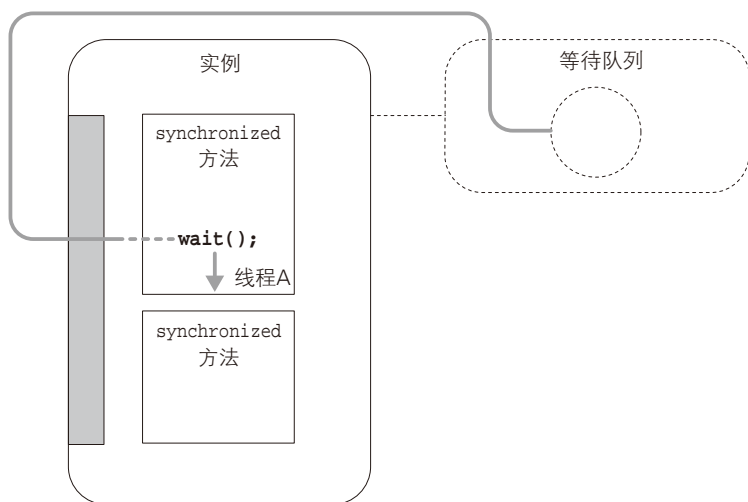 实例
synchronized
方法
wait();
线程A
synchronized
方法
等待队列